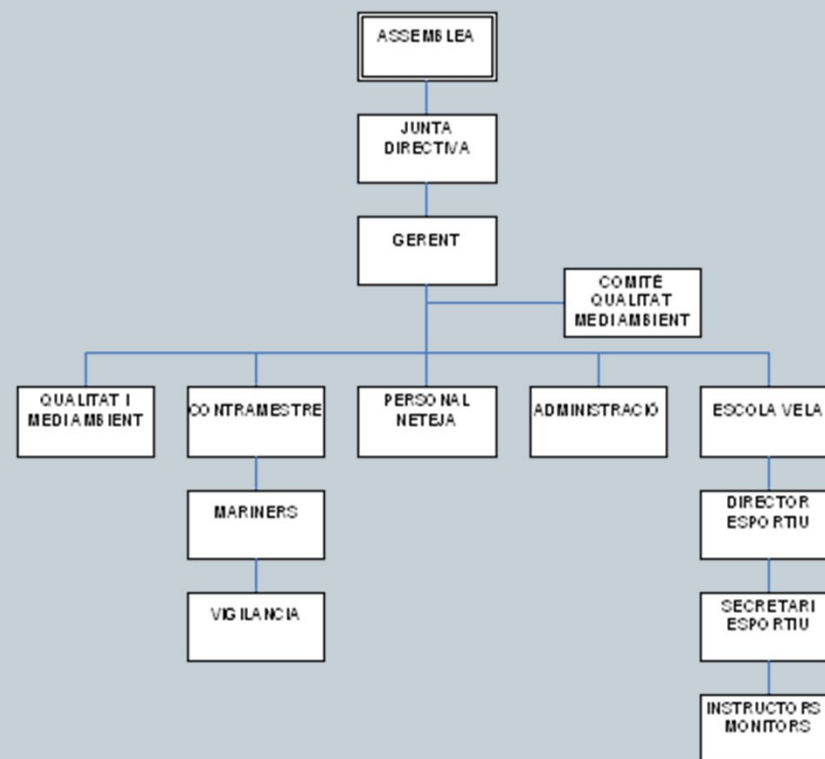 ASSEMBLEA
JUNTA
DIRECTIVA
GERENT
COMITÉ
QUALITAT
MEDIAMBIENT
QUALITAT I
MEDIAMBIENT
CONTRAMESTRE
PERSONAL
NETEJA
ADMINISTRACIÓ
ESCOLA VELA
MARINERS
DIRECTOR
ESPORTIU
VIGILANCIA
SECRETARI
ESPORTIU
INSTRUCTORS
MONITORS